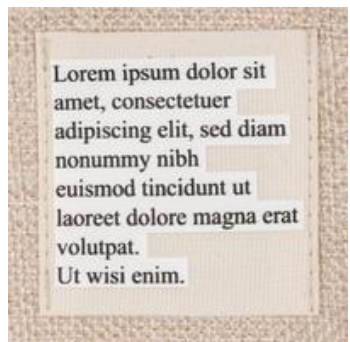 Lorem ipsum dolor sit
amet, consectetuer
adipiscing elit, sed diam
nonummy nibh
euismod tincidunt ut
laoreet dolore magna erat
volutpat.
Ut wisi enim.